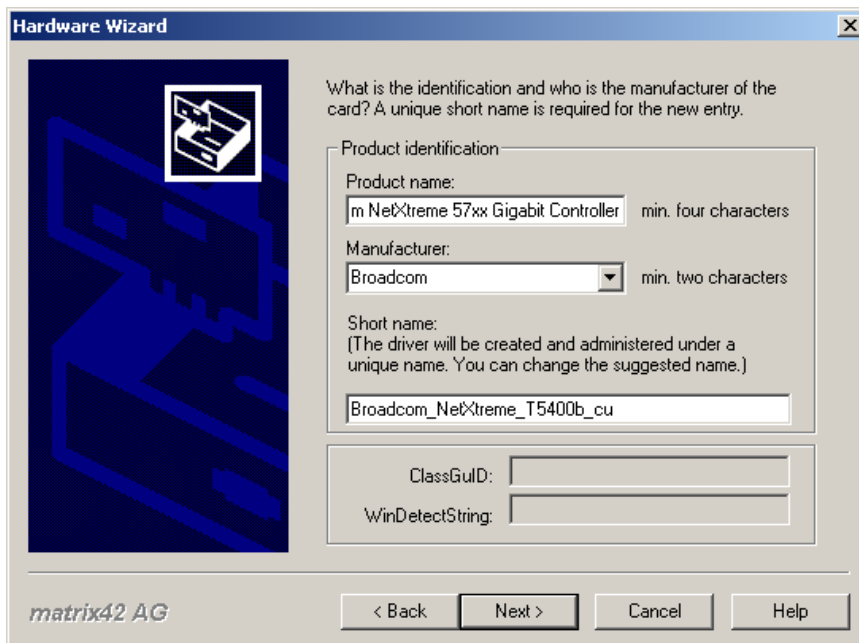 Hardware Wizard
What is the identification and who is the manufacturer of the
card? A unique short name is required for the new entry.
Product identification
Product name:
m NetXtreme 57xx Gigabit Controller min. four characters
Manufacturer:
Broadcom min. two characters
Short name:
(The driver will be created and administered under a
unique name. You can change the suggested name.)
Broadcom_NetXtreme_T5400b_cu
ClassGuID:
WinDetectString:
matrix42 AG
< Back Next > Cancel Help